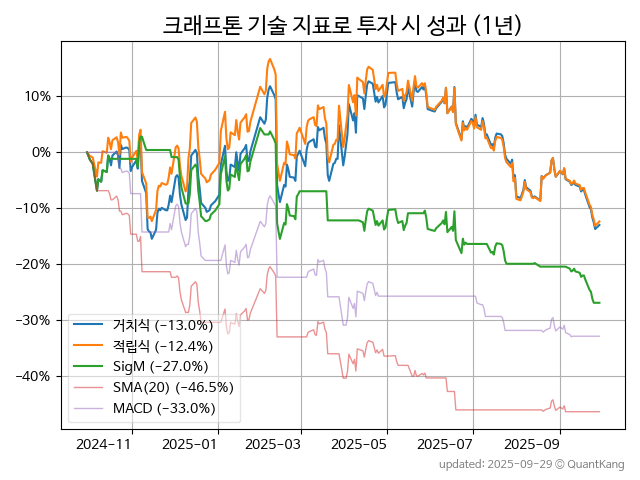 크래프톤 기술 지표로 투자 시 성과 (1년)
10%
0%
−10%
−20%
−30%
−40%
거치식 (−13.0%)
적립식 (−12.4%)
SigM (−27.0%)
SMA(20) (−46.5%)
MACD (−33.0%)
2024-11
2025-01
2025-03
2025-05
2025-07
2025-09
updated: 2025-09-29 © QuantKang